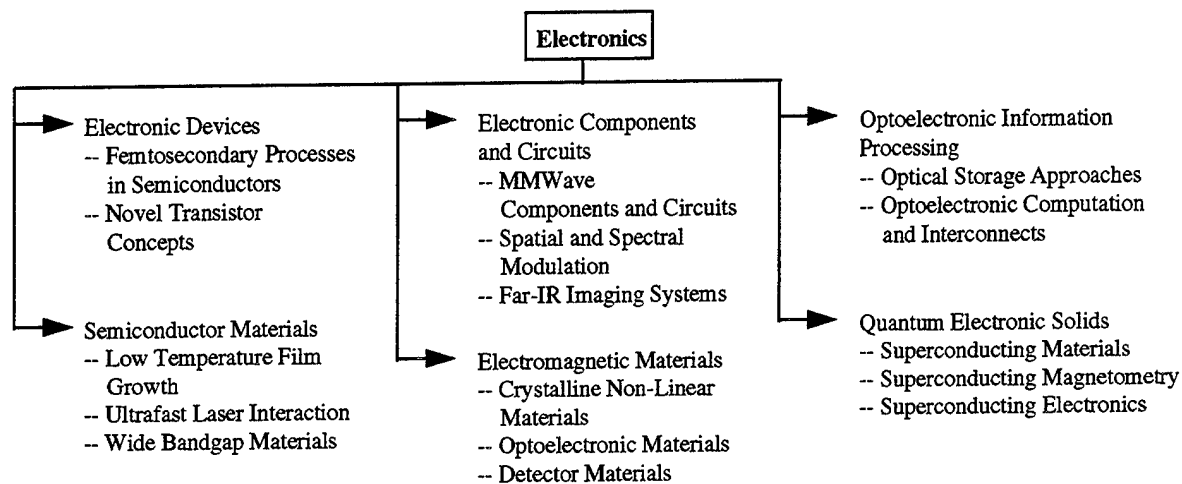 Electronics
Electronic Devices
-- Femtosecondary Processes
in Semiconductors
-- Novel Transistor
Concepts
Semiconductor Materials
-- Low Temperature Film
Growth
-- Ultrafast Laser Interaction
-- Wide Bandgap Materials
Electronic Components
and Circuits
-- MMWave
Components and Circuits
-- Spatial and Spectral
Modulation
-- Far-IR Imaging Systems
Electromagnetic Materials
-- Crystalline Non-Linear
Materials
-- Optoelectronic Materials
-- Detector Materials
Optoelectronic Information
Processing
-- Optical Storage Approaches
-- Optoelectronic Computation
and Interconnects
Quantum Electronic Solids
-- Superconducting Materials
-- Superconducting Magnetometry
-- Superconducting Electronics